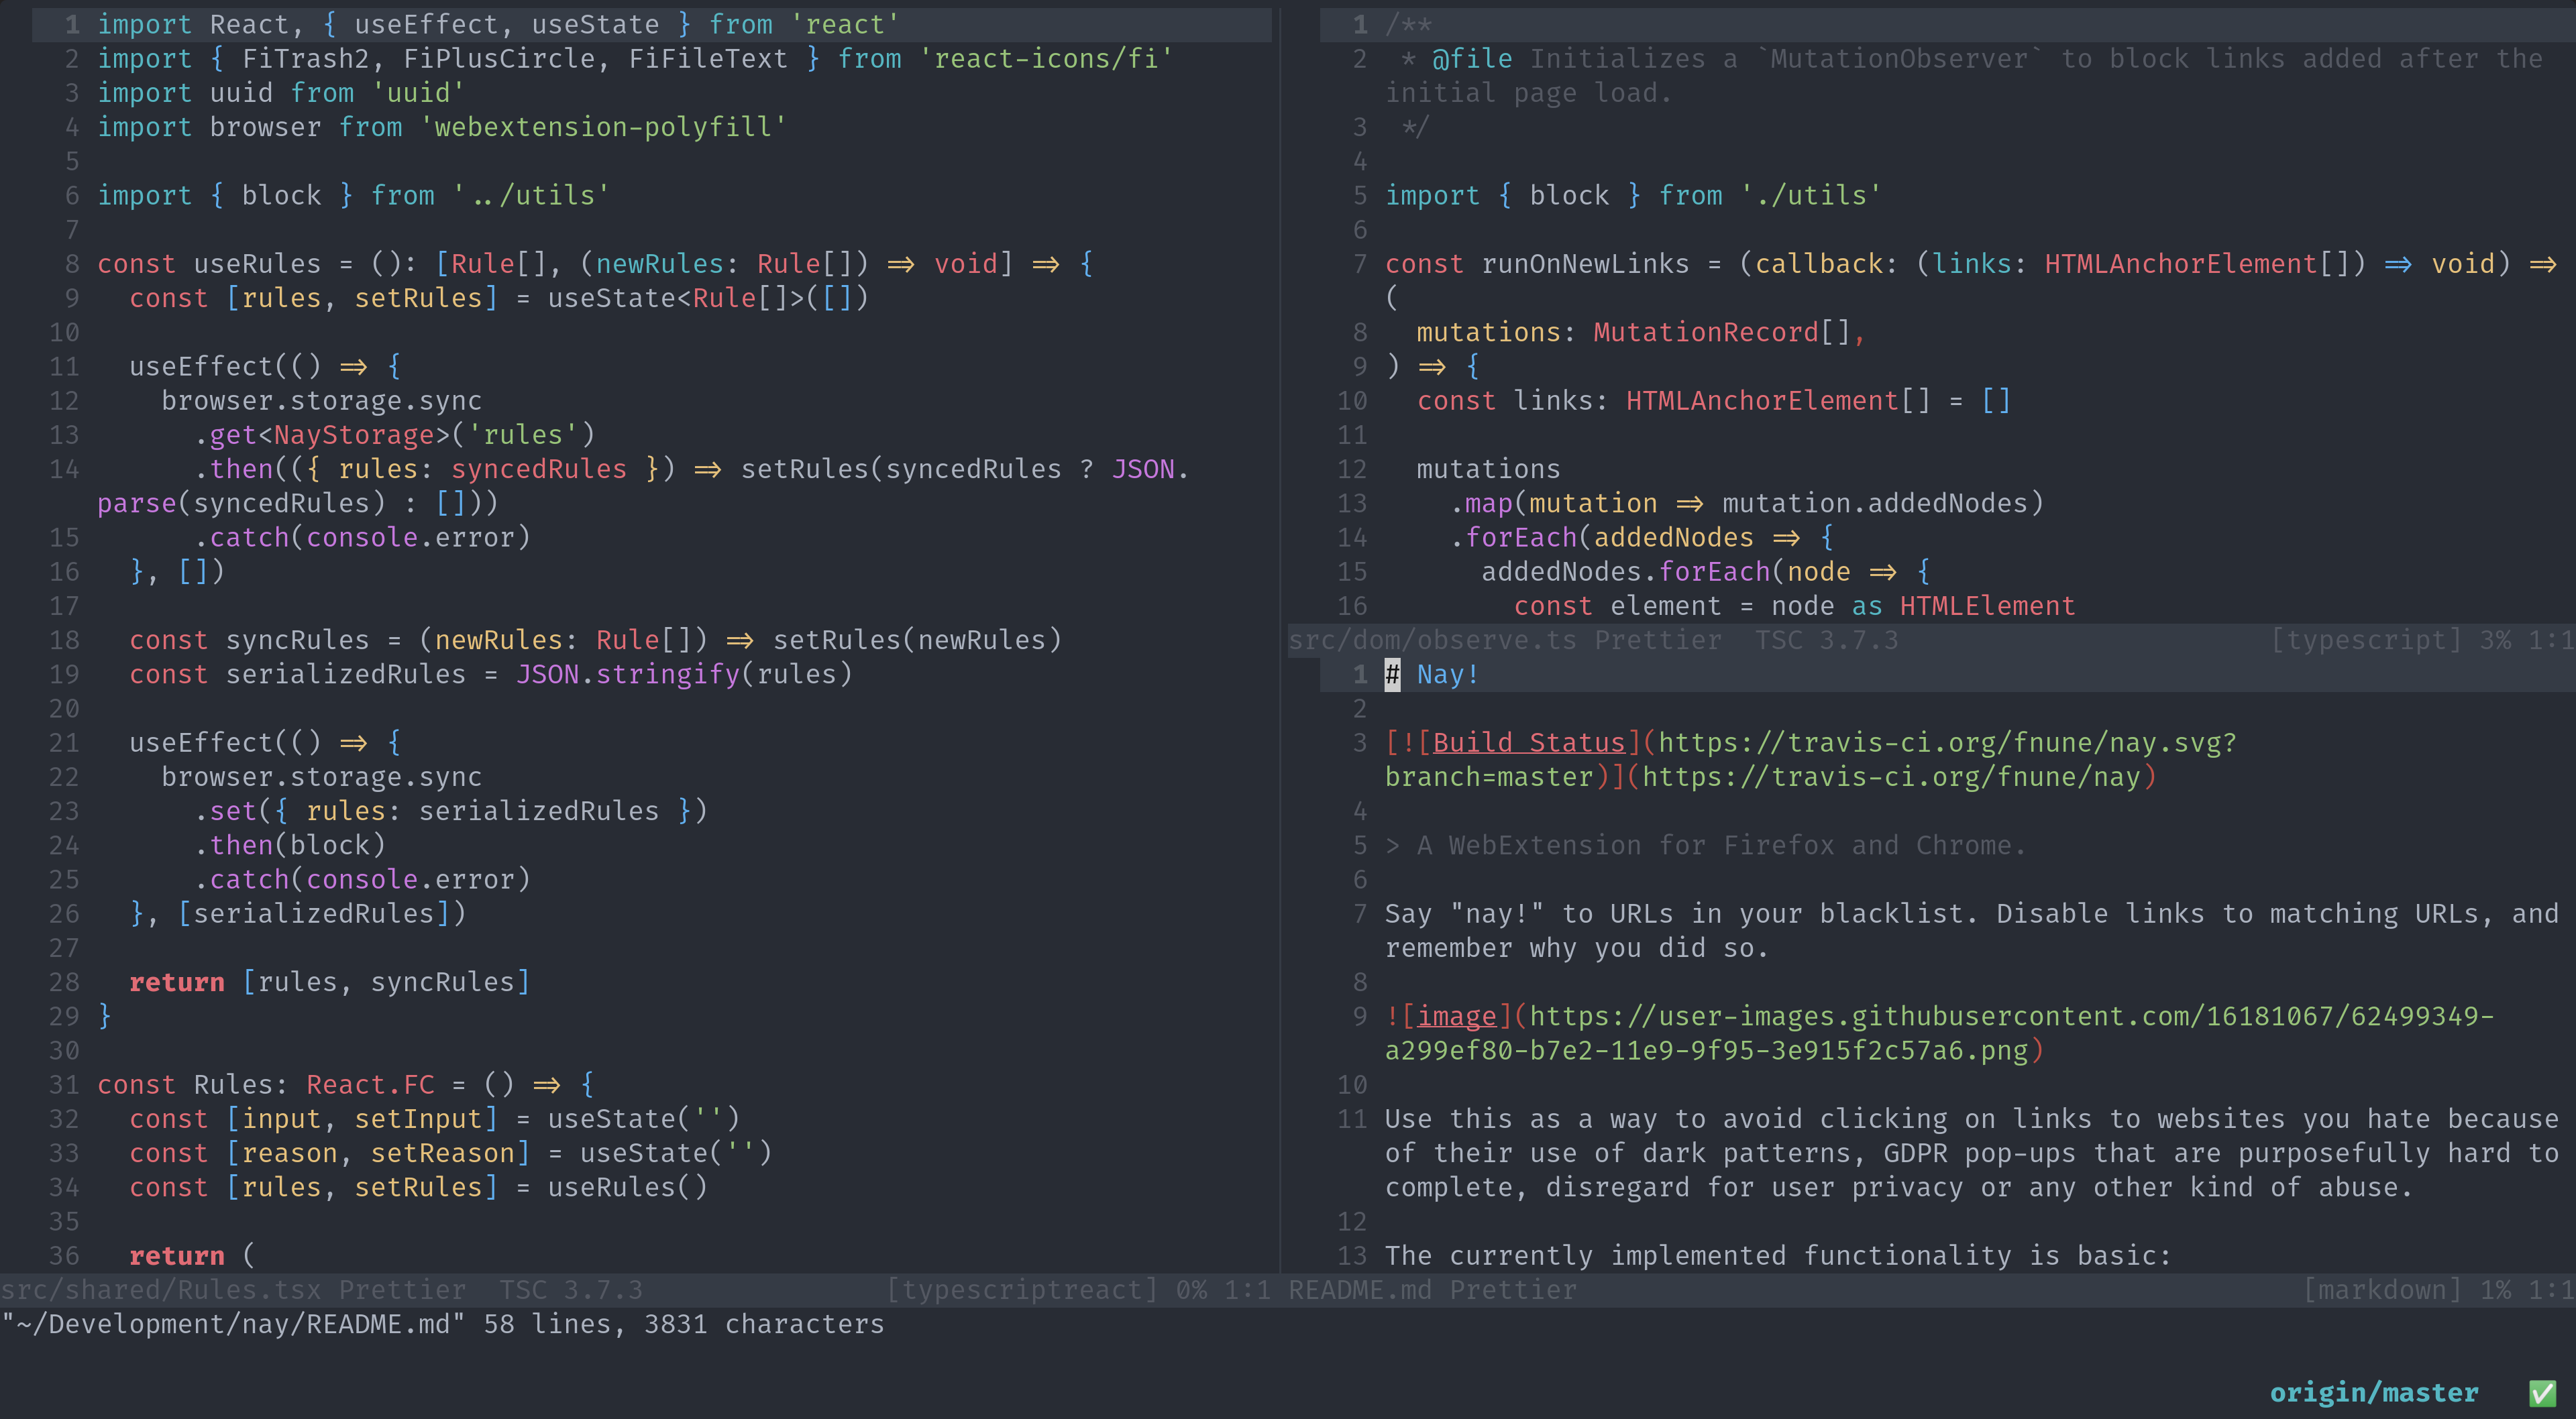 1 import React, { useEffect, useState } from 'react'
2 import { FiTrash2, FiPlusCircle, FiFileText } from 'react-icons/fi'
3 import uuid from 'uuid'
4 import browser from 'webextension-polyfill'
5
6 import { block } from '../utils'
7
8 const useRules = (): [Rule[], (newRules: Rule[]) => void] => {
9   const [rules, setRules] = useState<Rule[]>([])
10
11   useEffect(() => {
12     browser.storage.sync
13       .get<NayStorage>('rules')
14       .then(({ rules: syncedRules }) => setRules(syncedRules ? JSON.
parse(syncedRules) : []))
15       .catch(console.error)
16   }, [])
17
18   const syncRules = (newRules: Rule[]) => setRules(newRules)
19   const serializedRules = JSON.stringify(rules)
20
21   useEffect(() => {
22     browser.storage.sync
23       .set({ rules: serializedRules })
24       .then(block)
25       .catch(console.error)
26   }, [serializedRules])
27
28   return [rules, syncRules]
29 }
30
31 const Rules: React.FC = () => {
32   const [input, setInput] = useState('')
33   const [reason, setReason] = useState('')
34   const [rules, setRules] = useRules()
35
36   return (
src/shared/Rules.tsx Prettier  TSC 3.7.3 [typescriptreact] 0% 1:1
1 /**
2  * @file Initializes a `MutationObserver` to block links added after the
initial page load.
3  */
4
5 import { block } from './utils'
6
7 const runOnNewLinks = (callback: (links: HTMLAnchorElement[]) => void) =>
(
8   mutations: MutationRecord[],
9 ) => {
10   const links: HTMLAnchorElement[] = []
11
12   mutations
13     .map(mutation => mutation.addedNodes)
14     .forEach(addedNodes => {
15       addedNodes.forEach(node => {
16         const element = node as HTMLElement
src/dom/observe.ts Prettier  TSC 3.7.3 [typescript] 3% 1:1
1 # Nay!
2
3 [![Build Status](https://travis-ci.org/fnune/nay.svg?
branch=master)](https://travis-ci.org/fnune/nay)
4
5 > A WebExtension for Firefox and Chrome.
6
7 Say "nay!" to URLs in your blacklist. Disable links to matching URLs, and
remember why you did so.
8
9 ![image](https://user-images.githubusercontent.com/16181067/62499349-
a299ef80-b7e2-11e9-9f95-3e915f2c57a6.png)
10
11 Use this as a way to avoid clicking on links to websites you hate because
of their use of dark patterns, GDPR pop-ups that are purposefully hard to
complete, disregard for user privacy or any other kind of abuse.
12
13 The currently implemented functionality is basic:
README.md Prettier [markdown] 1% 1:1
"~/Development/nay/README.md" 58 lines, 3831 characters
origin/master ✅